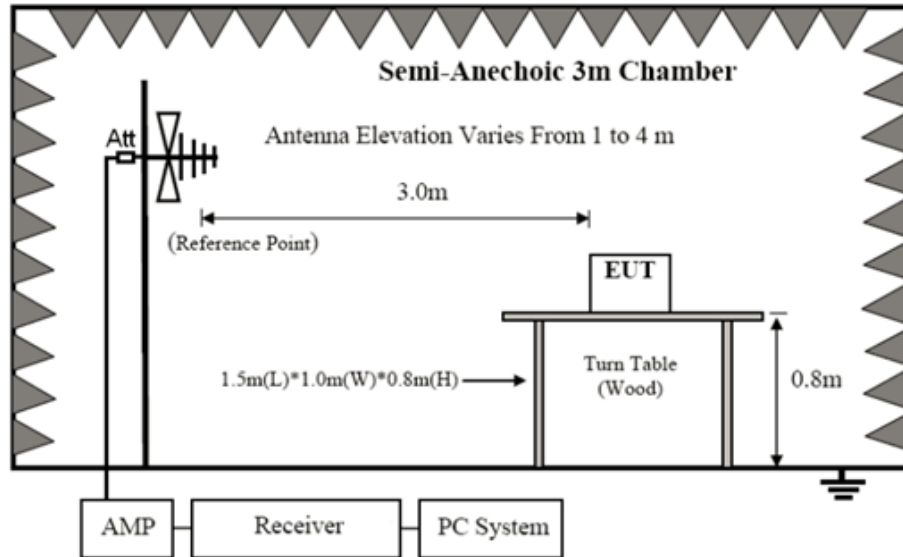 Semi-Anechoic 3m Chamber
Att
Antenna Elevation Varies From 1 to 4 m
3.0m
(Reference Point)
EUT
1.5m(L)*1.0m(W)*0.8m(H)
Turn Table
(Wood)
0.8m
AMP
Receiver
PC System